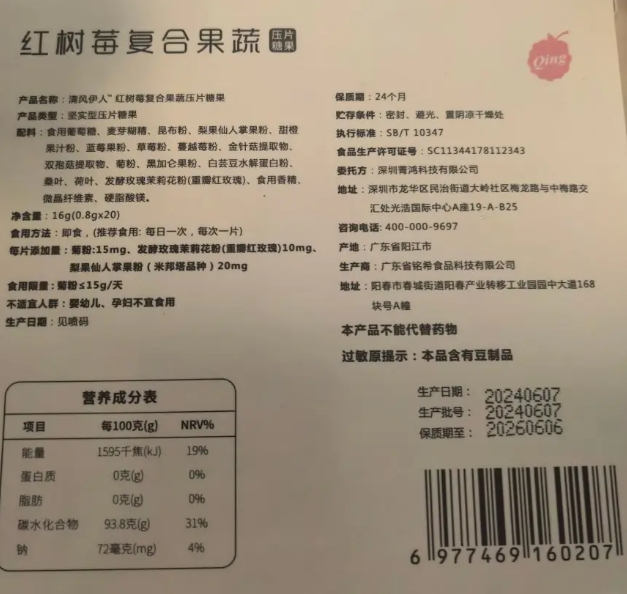 红树莓复合果蔬 压片糖果
Qing
产品名称：清风伊人™ 红树莓复合果蔬压片糖果
产品类型：坚实型压片糖果
配料：食用葡萄糖、麦芽糊精、昆布粉、梨果仙人掌果粉、甜橙
果汁粉、蓝莓果粉、草莓粉、蔓越莓粉、金针菇提取物、
双孢菇提取物、菊粉、黑加仑果粉、白芸豆水解蛋白粉、
桑叶、荷叶、发酵玫瑰茉莉花粉(重瓣红玫瑰)、食用香精、
微晶纤维素、硬脂酸镁。
净含量：16g(0.8gx20)
食用方法：即食，(推荐食用: 每日一次，每次一片)
每片添加量：菊粉:15mg、发酵玫瑰茉莉花粉(重瓣红玫瑰)10mg、
梨果仙人掌果粉（米邦塔品种）20mg
食用限量：菊粉≤15g/天
不适宜人群：婴幼儿、孕妇不宜食用
生产日期：见喷码
保质期：24个月
贮存条件：密封、避光、置阴凉干燥处
执行标准：SB/T 10347
食品生产许可证号：SC11344178112343
委托方：深圳菁鸿科技有限公司
地址：深圳市龙华区民治街道大岭社区梅龙路与中梅路交
汇处光浩国际中心A座19-A-B25
咨询电话: 400-000-9697
产地：广东省阳江市
生产商：广东省铭希食品科技有限公司
地址：阳春市春城街道阳春产业转移工业园园中大道168
块号A幢
本产品不能代替药物
过敏原提示：本品含有豆制品
营养成分表
项目 每100克(g) NRV%
能量 1595千焦(kJ) 19%
蛋白质 0克(g) 0%
脂肪 0克(g) 0%
碳水化合物 93.8克(g) 31%
钠 72毫克(mg) 4%
生产日期： 20240607
生产批号： 20240607
保质期至： 20260606
6 977469 160207